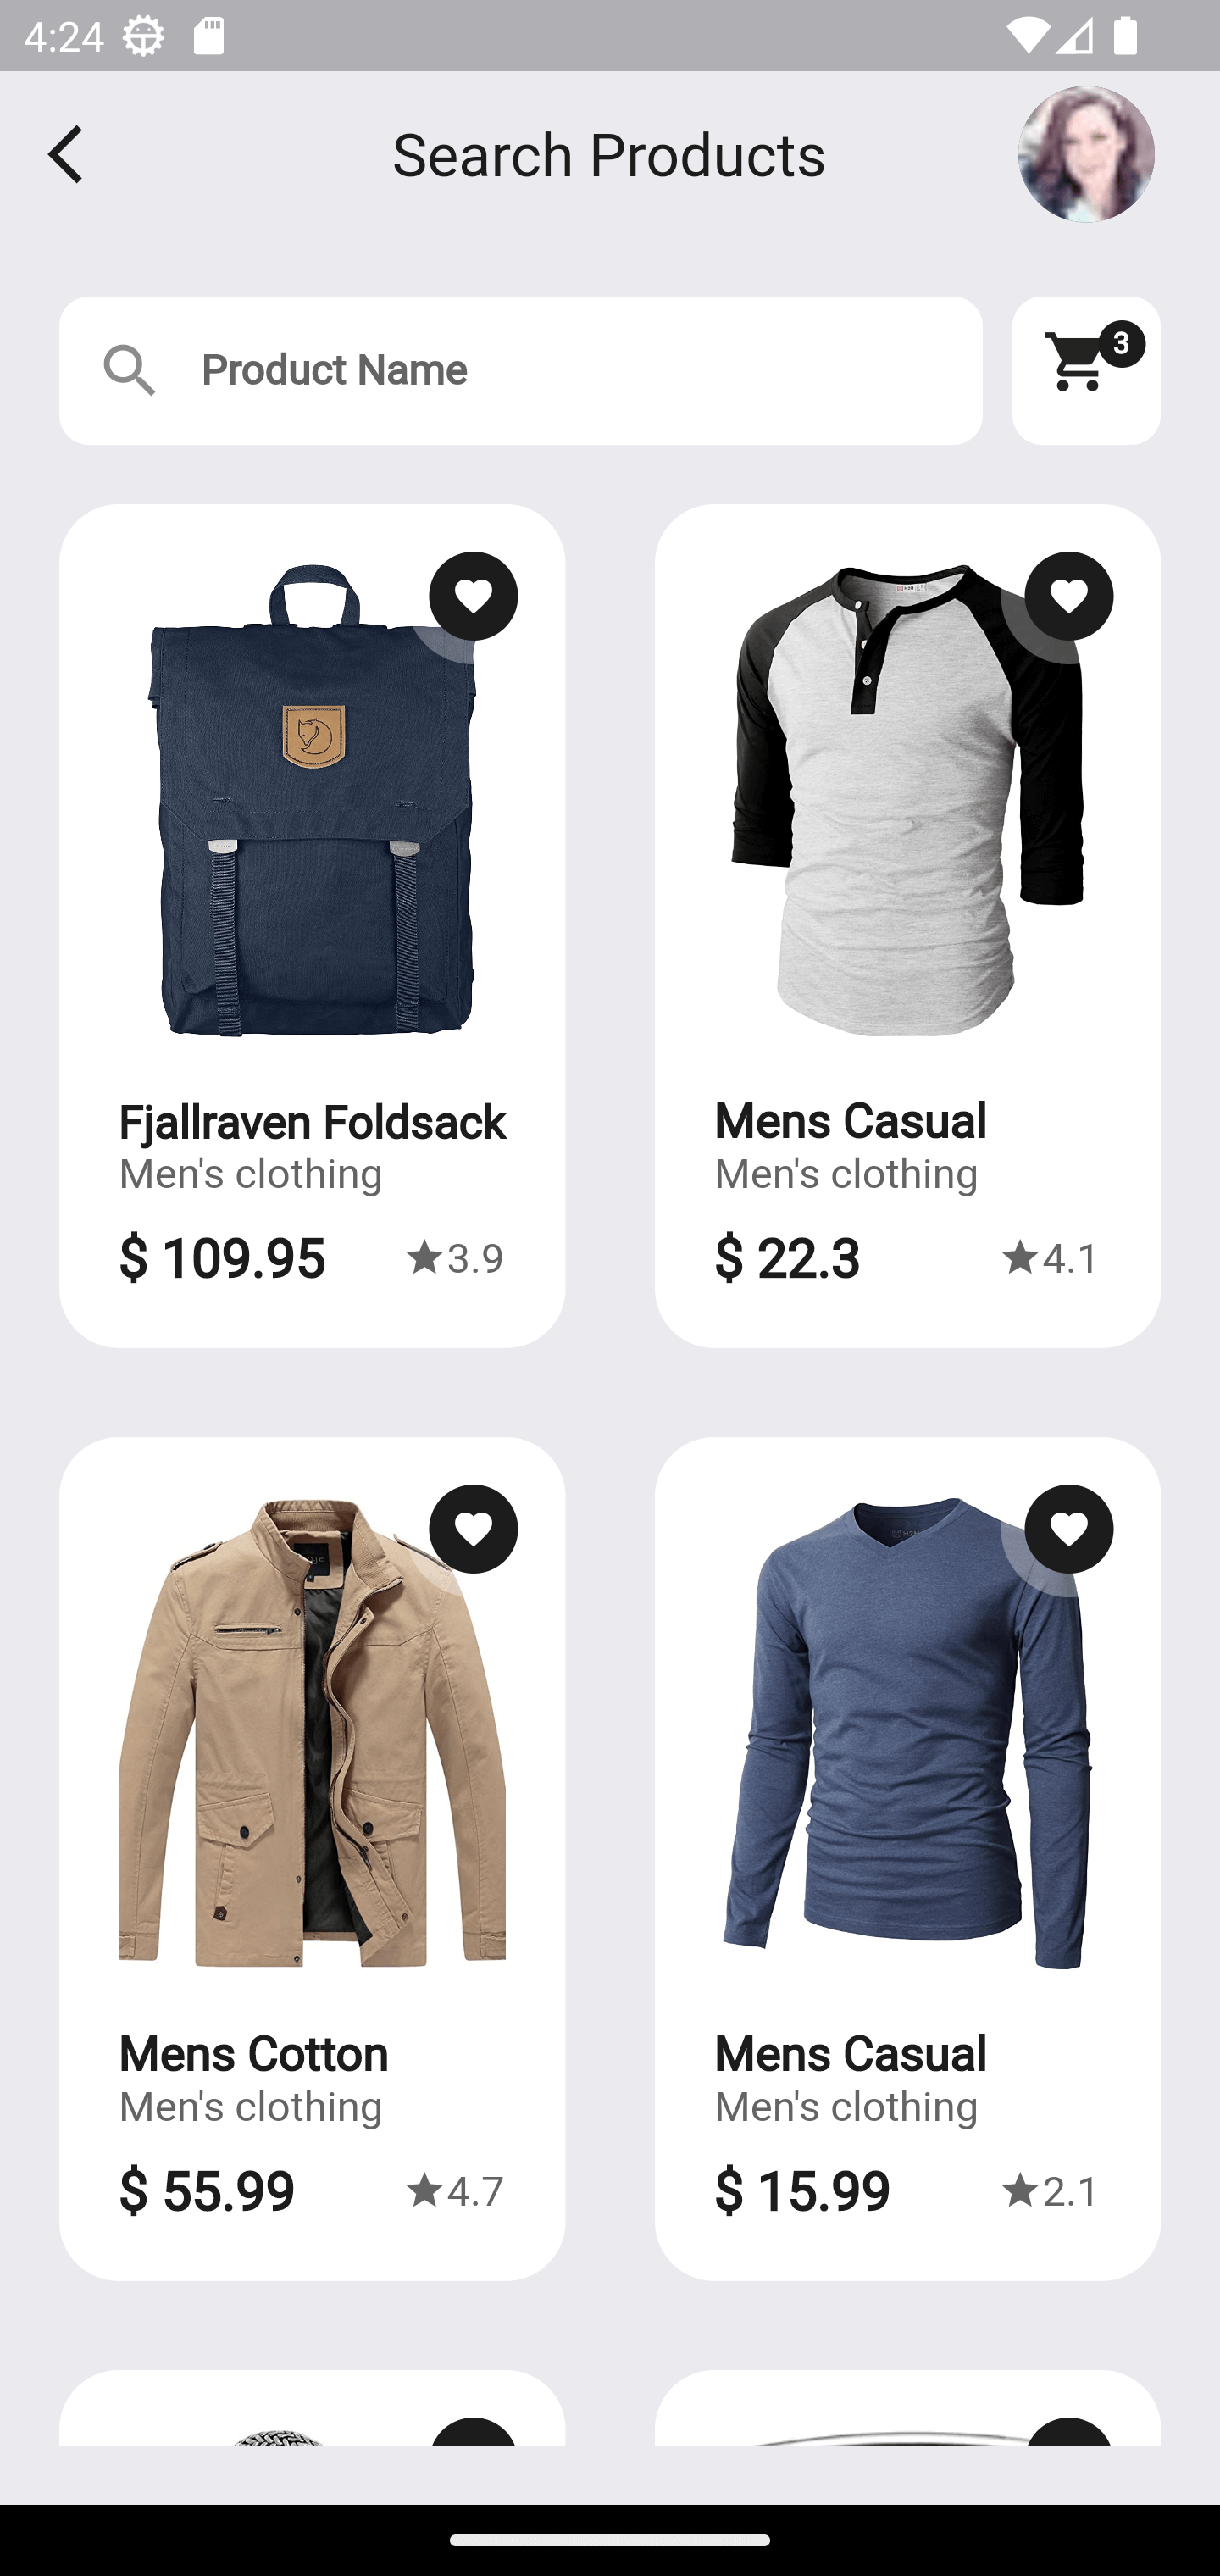 4:24
Search Products
Product Name
3
Fjallraven Foldsack
Men's clothing
$ 109.95
3.9
Mens Casual
Men's clothing
$ 22.3
4.1
Mens Cotton
Men's clothing
$ 55.99
4.7
Mens Casual
Men's clothing
$ 15.99
2.1